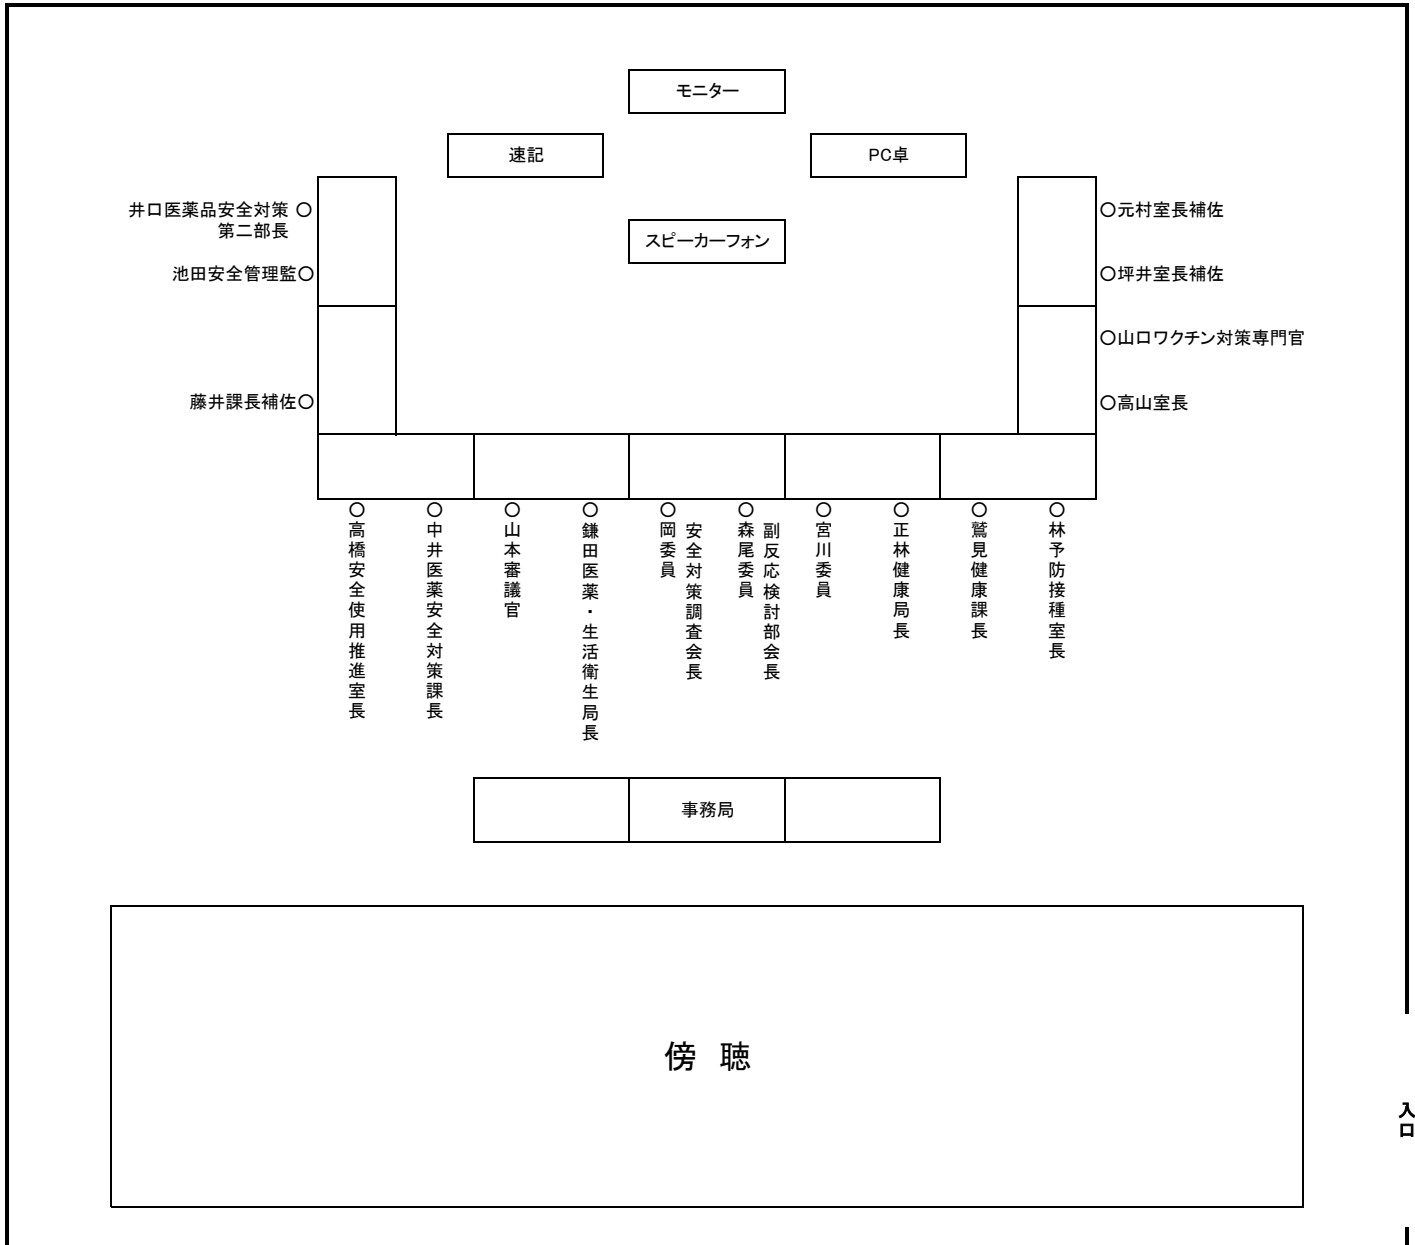 モニター
速記
PC卓
井口医薬品安全対策 ○
第二部長
○元村室長補佐
スピーカーフォン
池田安全管理監○
○坪井室長補佐
○山口ワクチン対策専門官
藤井課長補佐○
○高山室長
○高橋安全使用推進室長
○中井医薬安全対策課長
○山本審議官
○鎌田医薬・生活衛生局長
○岡委員
安全対策調査会長
○森尾委員
副反応検討部会長
○宮川委員
○正林健康局長
○鷲見健康課長
○林予防接種室長
事務局
傍 聴
入口